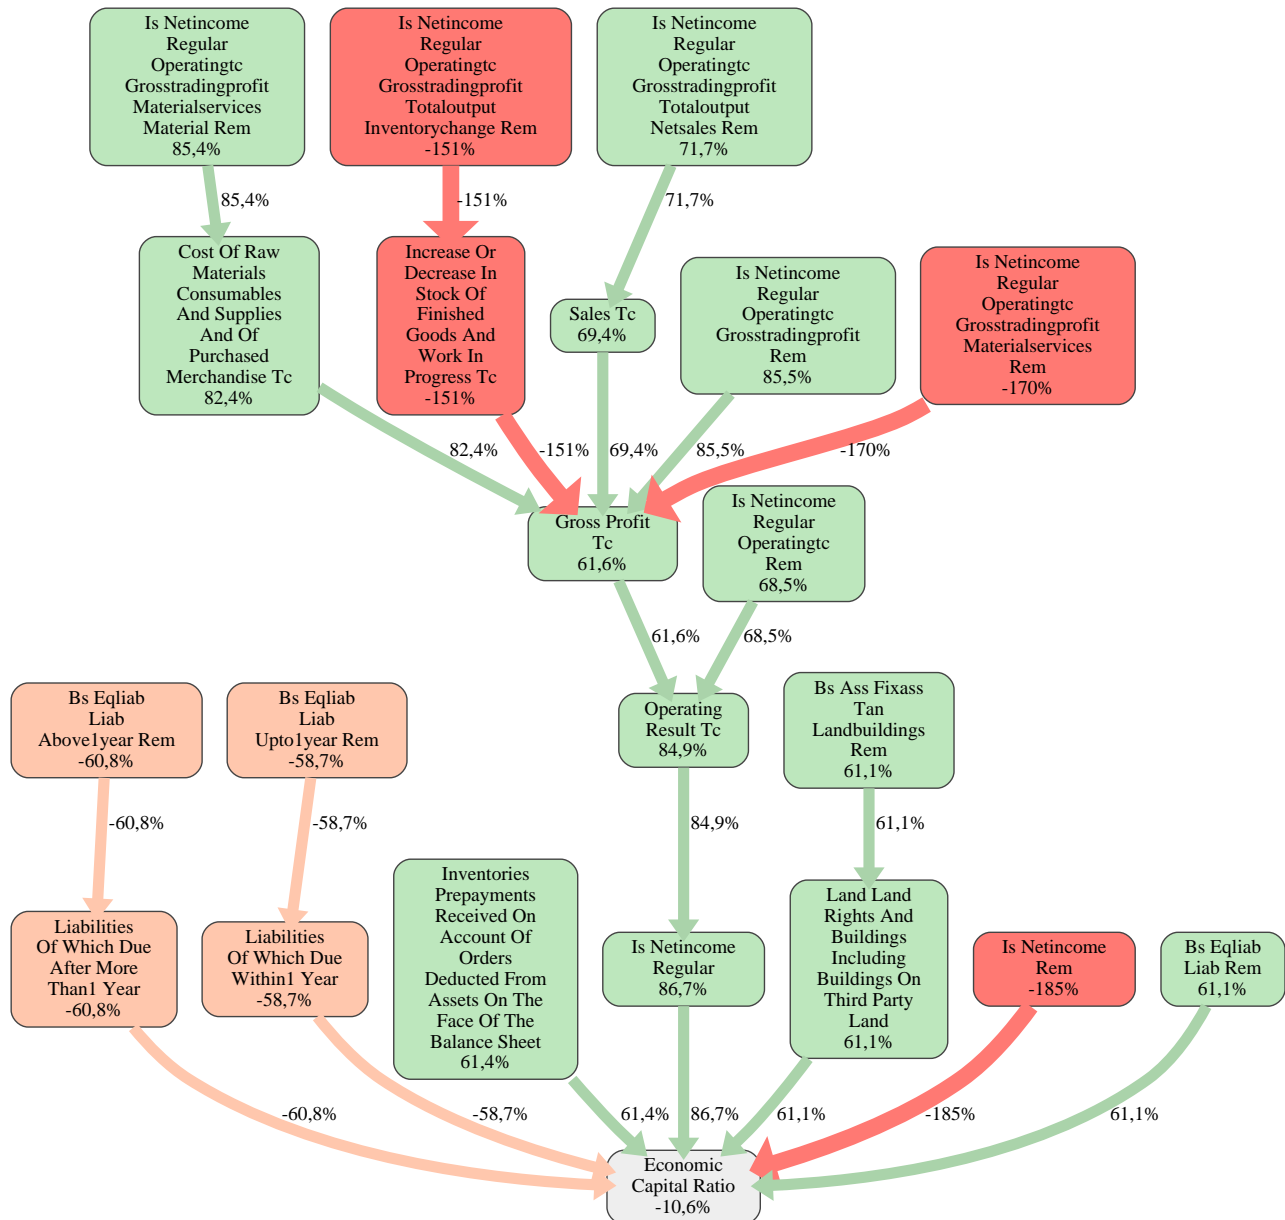 Is Netincome
Regular
Operatingtc
Grosstradingprofit
Materialservices
Material Rem
85,4%
Is Netincome
Regular
Operatingtc
Grosstradingprofit
Totaloutput
Inventorychange Rem
-151%
Is Netincome
Regular
Operatingtc
Grosstradingprofit
Totaloutput
Netsales Rem
71,7%
85,4%
-151%
71,7%
Cost Of Raw
Materials
Consumables
And Supplies
And Of
Purchased
Merchandise Tc
82,4%
Increase Or
Decrease In
Stock Of
Finished
Goods And
Work In
Progress Tc
-151%
Sales Tc
69,4%
Is Netincome
Regular
Operatingtc
Grosstradingprofit
Rem
85,5%
Is Netincome
Regular
Operatingtc
Grosstradingprofit
Materialservices
Rem
-170%
82,4%
-151%
69,4%
85,5%
-170%
Gross Profit
Tc
61,6%
Is Netincome
Regular
Operatingtc
Rem
68,5%
61,6%
68,5%
Bs Eqliab
Liab
Above1year Rem
-60,8%
Bs Eqliab
Liab
Upto1year Rem
-58,7%
Operating
Result Tc
84,9%
Bs Ass Fixass
Tan
Landbuildings
Rem
61,1%
-60,8%
-58,7%
84,9%
61,1%
Liabilities
Of Which Due
After More
Than1 Year
-60,8%
Liabilities
Of Which Due
Within1 Year
-58,7%
Inventories
Prepayments
Received On
Account Of
Orders
Deducted From
Assets On The
Face Of The
Balance Sheet
61,4%
Is Netincome
Regular
86,7%
Land Land
Rights And
Buildings
Including
Buildings On
Third Party
Land
61,1%
Is Netincome
Rem
-185%
Bs Eqliab
Liab Rem
61,1%
-60,8%
-58,7%
61,4%
86,7%
61,1%
-185%
61,1%
Economic
Capital Ratio
-10,6%